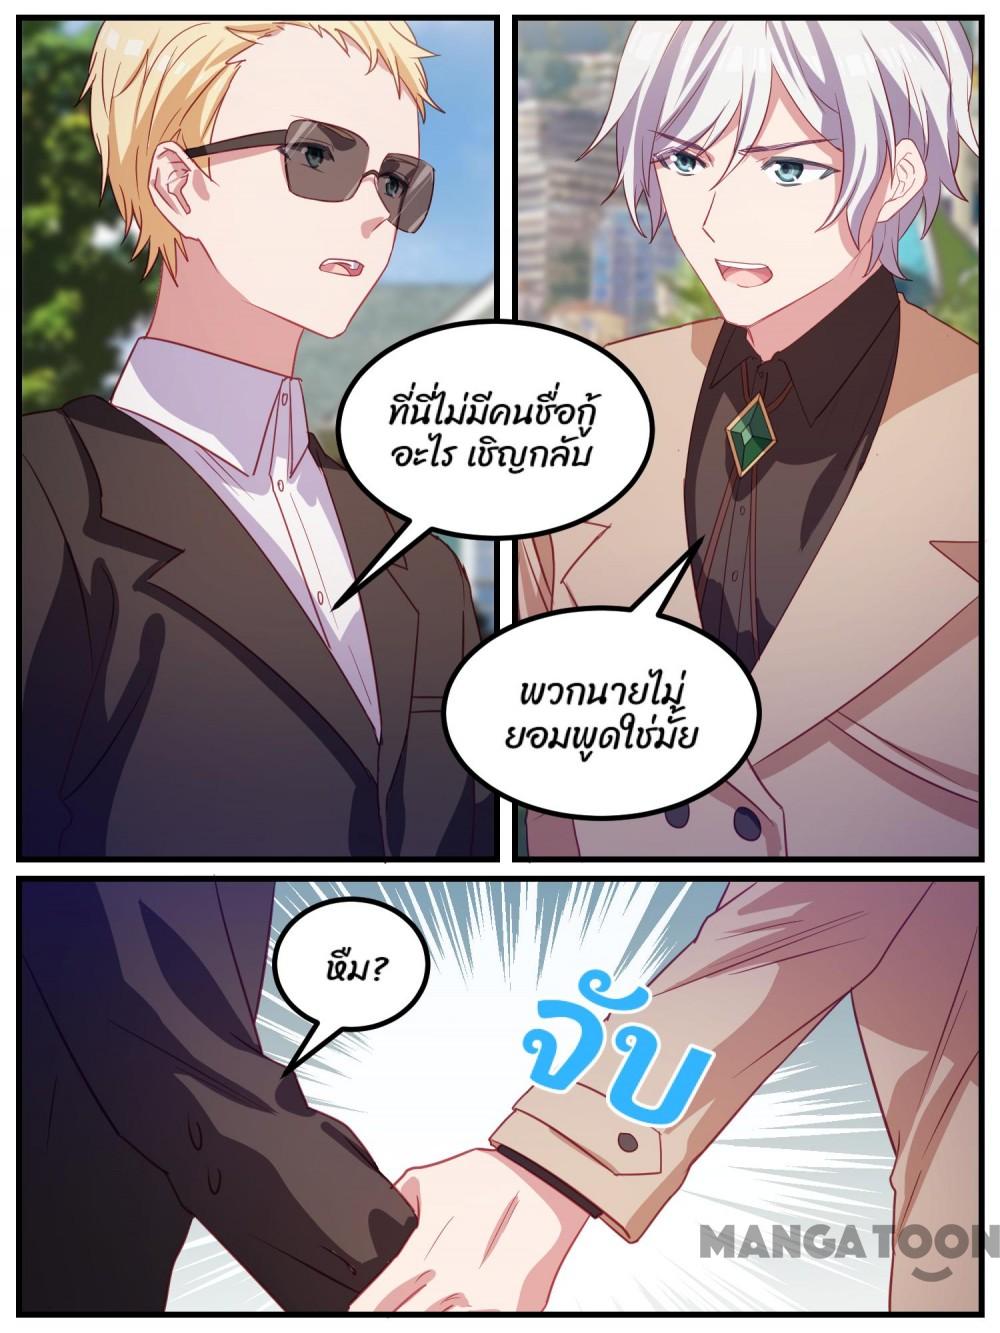 ที่นี่ไม่มีคนชื่อกู้
อะไร เชิญกลับ
พวกนายไม่
ยอมพูดใช่มั้ย
หืม?
จับ
MANGATOON